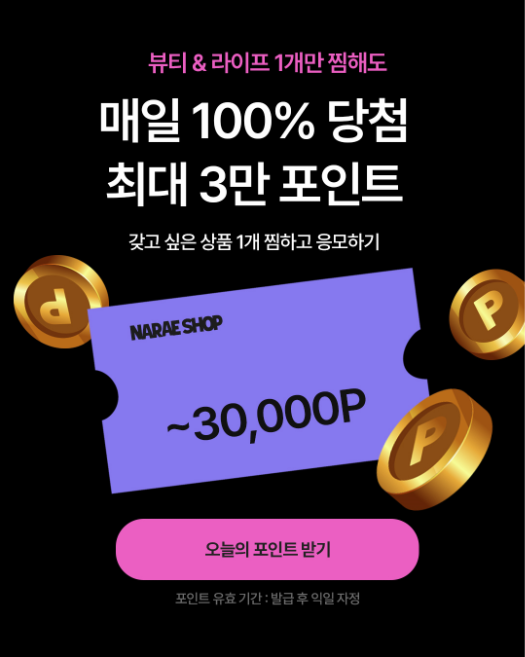 뷰티 & 라이프 1개만 찜해도
매일 100% 당첨
최대 3만 포인트
갖고 싶은 상품 1개 찜하고 응모하기
P
P
NARAE SHOP
~30,000P
P
오늘의 포인트 받기
포인트 유효 기간 : 발급 후 익일 자정